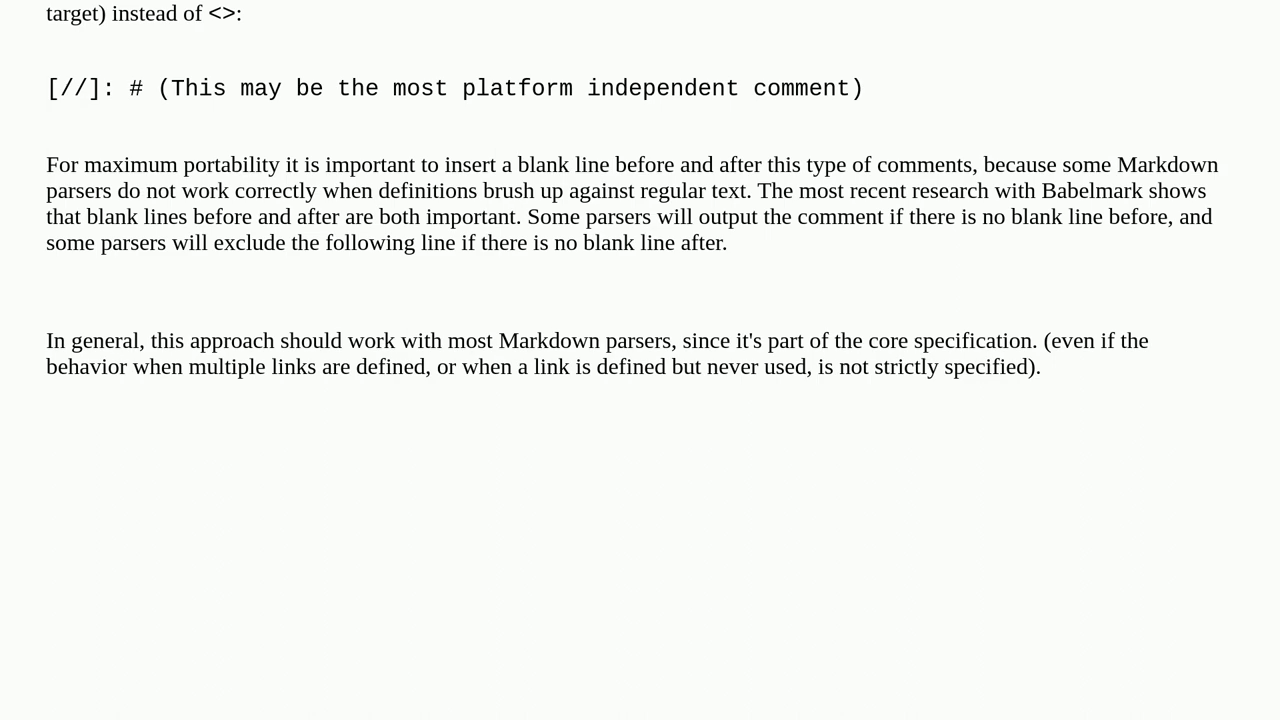 target) instead of <>:
[//]: # (This may be the most platform independent comment)
For maximum portability it is important to insert a blank line before and after this type of comments, because some Markdown
parsers do not work correctly when definitions brush up against regular text. The most recent research with Babelmark shows
that blank lines before and after are both important. Some parsers will output the comment if there is no blank line before, and
some parsers will exclude the following line if there is no blank line after.
In general, this approach should work with most Markdown parsers, since it's part of the core specification. (even if the
behavior when multiple links are defined, or when a link is defined but never used, is not strictly specified).